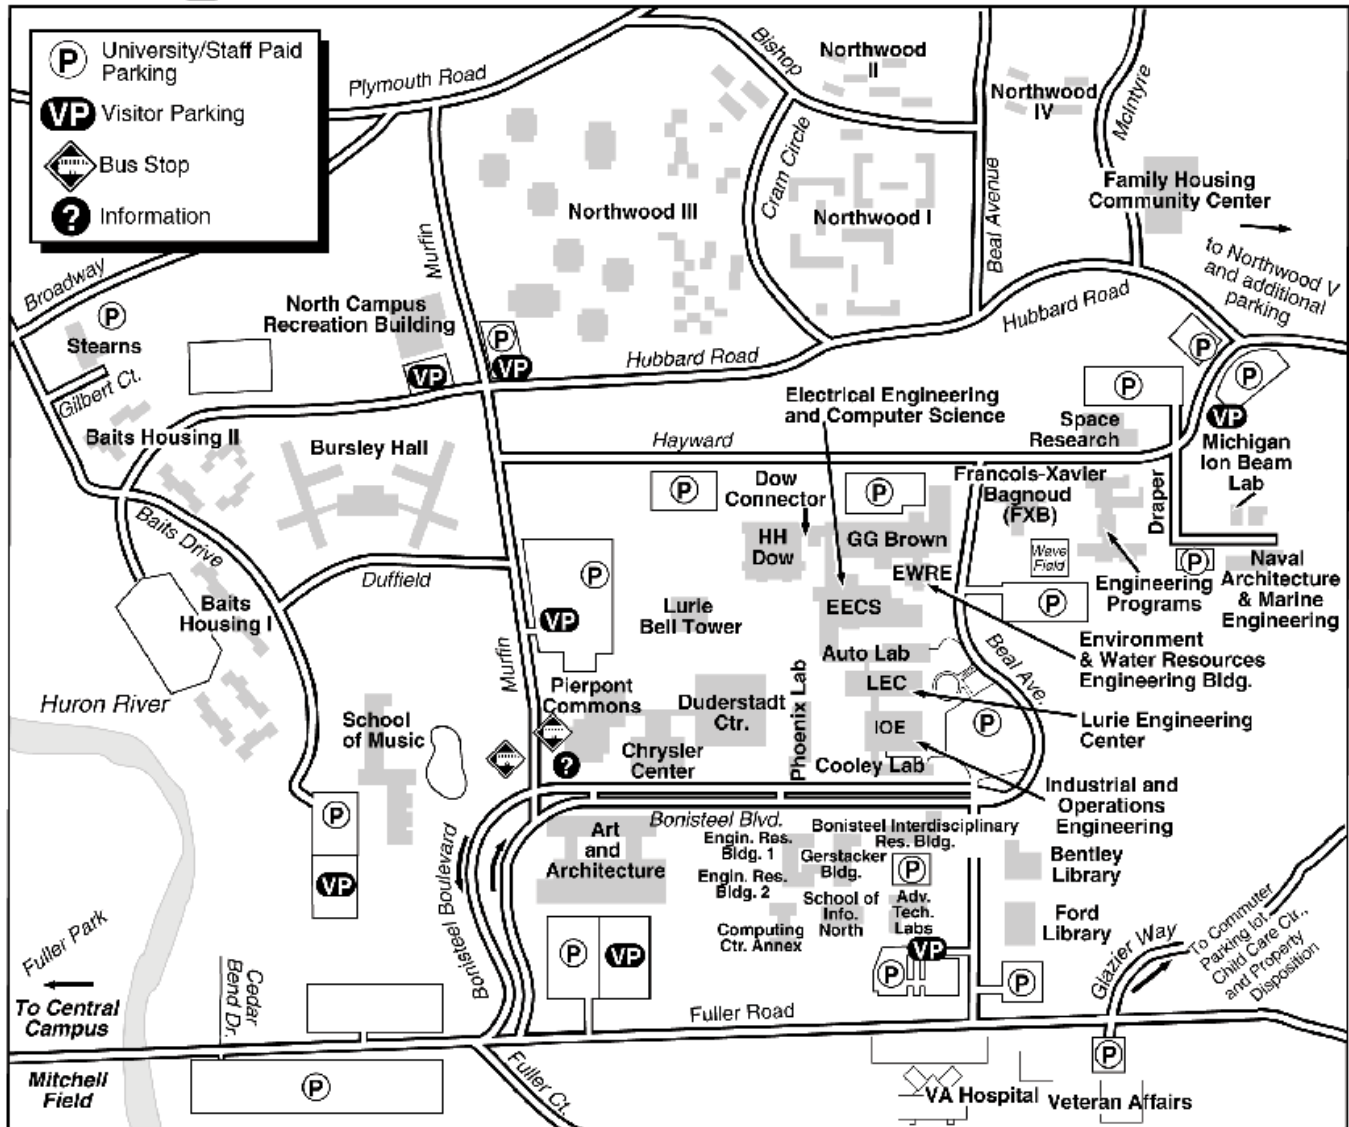 P University/Staff Paid
Parking
VP Visitor Parking
Bus Stop
? Information
Plymouth Road
Bishop
Northwood
II
Northwood
IV
McIntyre
Cram Circle
Beal Avenue
Family Housing
Community Center
Northwood III
Northwood I
to Northwood V
and additional
parking
Murfin
Broadway
P
Stearns
Gilbert Ct.
North Campus
Recreation Building
P
VP
VP
Hubbard Road
Hubbard Road
P
P
P
VP
Electrical Engineering
and Computer Science
Space
Research
Michigan
Ion Beam
Lab
Baits Housing II
Bursley Hall
Hayward
Francois-Xavier
Bagnoud
(FXB)
Draper
Dow
Connector
P
P
HH
Dow
GG Brown
Wave
Field
P
Naval
Architecture
& Marine
Engineering
Baits Drive
Duffield
P
EWRE
Engineering
Programs
P
Baits
Housing I
VP
Lurie
Bell Tower
EECS
Environment
& Water Resources
Engineering Bldg.
Murfin
Auto Lab
Beal Ave.
LEC
Huron River
School
of Music
Pierpont
Commons
Duderstadt
Ctr.
Phoenix Lab
IOE
P
Lurie Engineering
Center
?
Chrysler
Center
Cooley Lab
Industrial and
Operations
Engineering
P
VP
Bonisteel Boulevard
Bonisteel Blvd.
Art
and
Architecture
Engin. Res.
Bldg. 1
Engin. Res.
Bldg. 2
Bonisteel Interdisciplinary
Res. Bldg.
Gerstacker
Bldg.
P
School of
Info.
North
Adv.
Tech.
Labs
Computing
Ctr. Annex
Bentley
Library
Ford
Library
VP
P
P
VP
P
Glazier Way
To Commuter
Parking lot,
Child Care Ctr.,
and Property
Disposition
Fuller Park
To Central
Campus
Cedar
Bend Dr.
Fuller Road
Mitchell
Field
P
Fuller Ct.
P
VA Hospital
Veteran Affairs